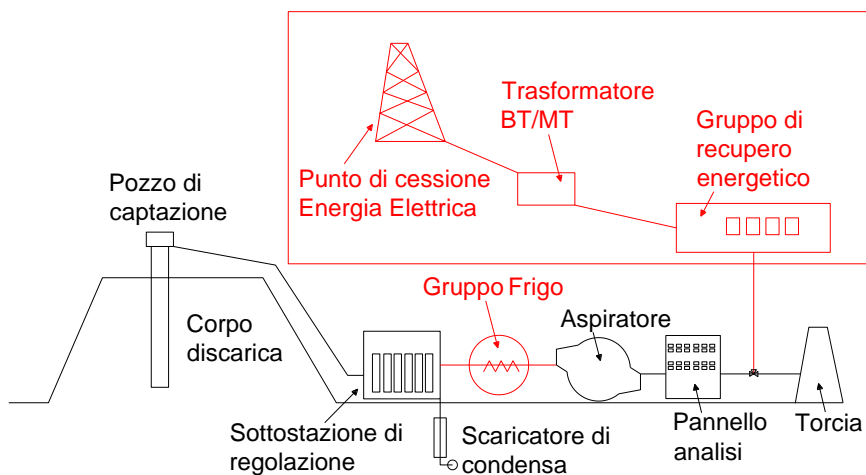 Trasformatore
BT/MT
Gruppo di
recupero
energetico
Punto di cessione
Energia Elettrica
Pozzo di
captazione
Gruppo Frigo
Aspiratore
Corpo
discarica
Sottostazione di
regolazione
Scaricatore di
condensa
Pannello
analisi
Torcia